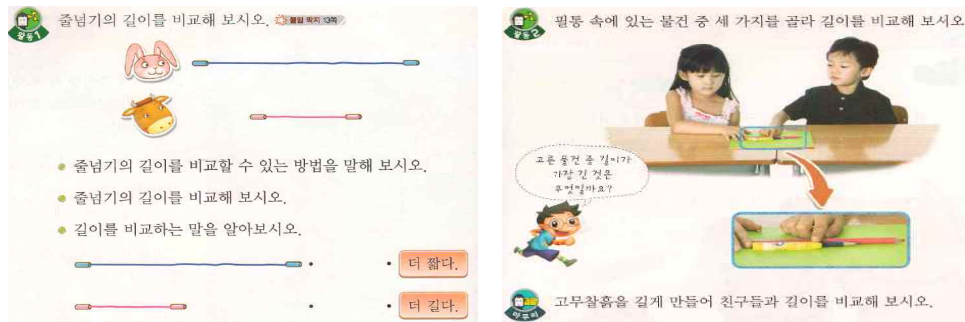 활동1 줄넘기의 길이를 비교해 보시오. 붙임 딱지 13쪽
줄넘기의 길이를 비교할 수 있는 방법을 말해 보시오.
줄넘기의 길이를 비교해 보시오.
길이를 비교하는 말을 알아보시오.
더 짧다.
더 길다.
활동2 필통 속에 있는 물건 중 세 가지를 골라 길이를 비교해 보시오
고른 물건 중 길이가
가장 긴 것은
무엇일까요?
마무리 고무찰흙을 길게 만들어 친구들과 길이를 비교해 보시오.